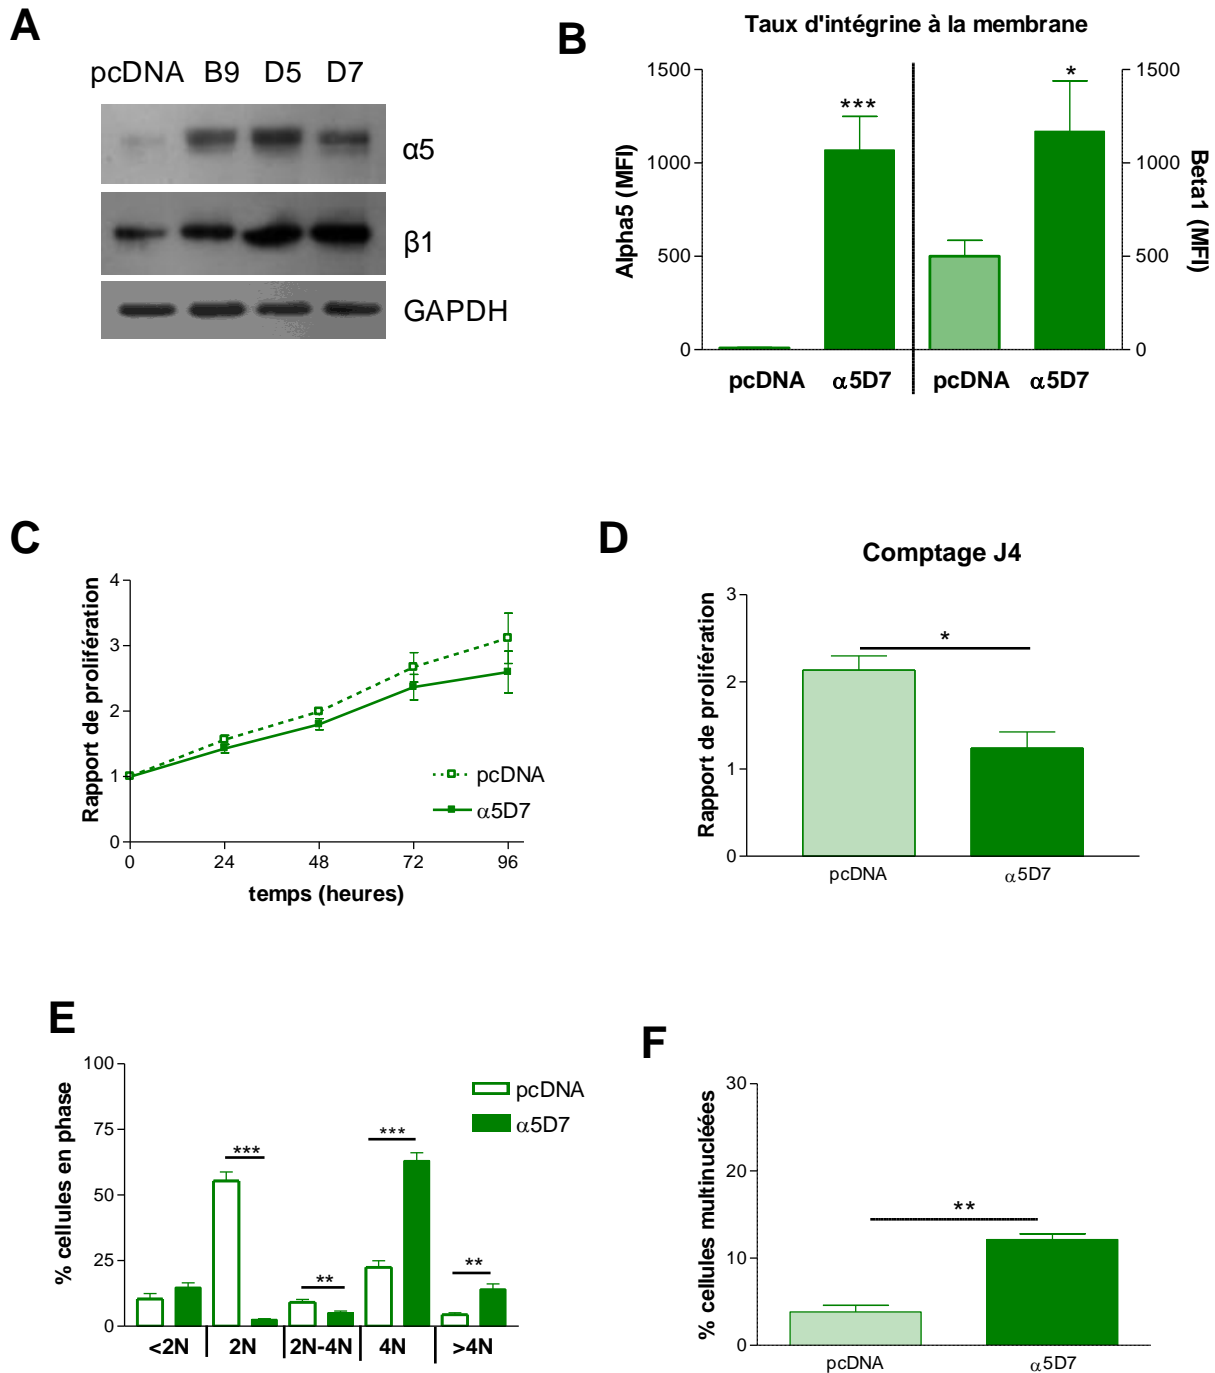 A
pcDNA B9 D5 D7
α5
β1
GAPDH
B
Taux d'intégrine à la membrane
Alpha5 (MFI)
1500
1000
500
0
***
*
1500
1000
500
0
Beta1 (MFI)
pcDNA α5D7 pcDNA α5D7
C
Rapport de prolifération
4
3
2
1
0
pcDNA
α5D7
0 24 48 72 96
temps (heures)
D
Comptage J4
Rapport de prolifération
3
2
1
0
*
pcDNA α5D7
E
% cellules en phase
100
75
50
25
0
pcDNA
α5D7
*** ** *** **
<2N 2N 2N-4N 4N >4N
F
% cellules multinucléées
30
20
10
0
**
pcDNA α5D7